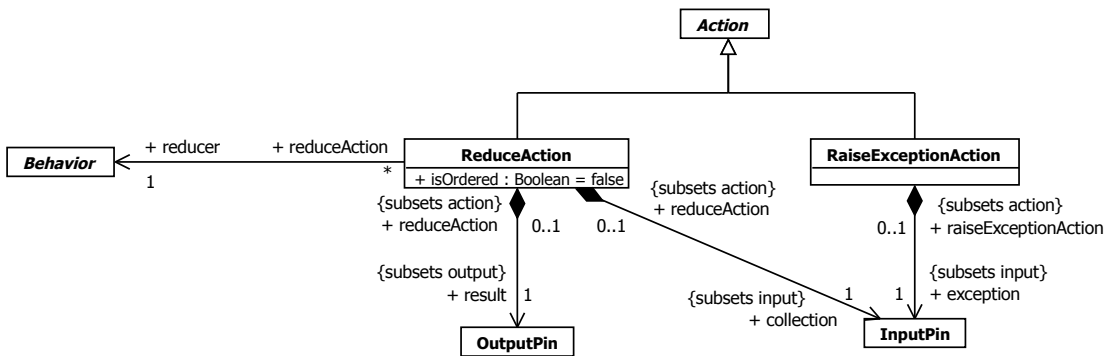 Action
+ reducer
+ reduceAction
Behavior
1
*
ReduceAction
+ isOrdered : Boolean = false
RaiseExceptionAction
{subsets action}
+ reduceAction
0..1
0..1
{subsets action}
+ reduceAction
{subsets action}
0..1
+ raiseExceptionAction
{subsets output}
+ result
1
{subsets input}
+ collection
1
{subsets input}
1
+ exception
OutputPin
InputPin